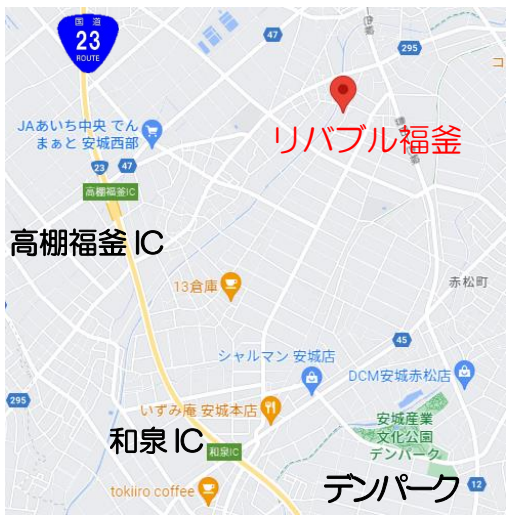 国道
23
ROUTE
47
295
リバブル福釜
JAあいち中央 でん
まぁと 安城西部
23
47
高棚福釜IC
高棚福釜 IC
13倉庫
赤松町
45
シャルマン 安城店
DCM安城赤松店
295
いずみ庵 安城本店
安城産業
文化公園
デンパーク
和泉 IC
和泉IC
tokiiro coffee
デンパーク
12
コ